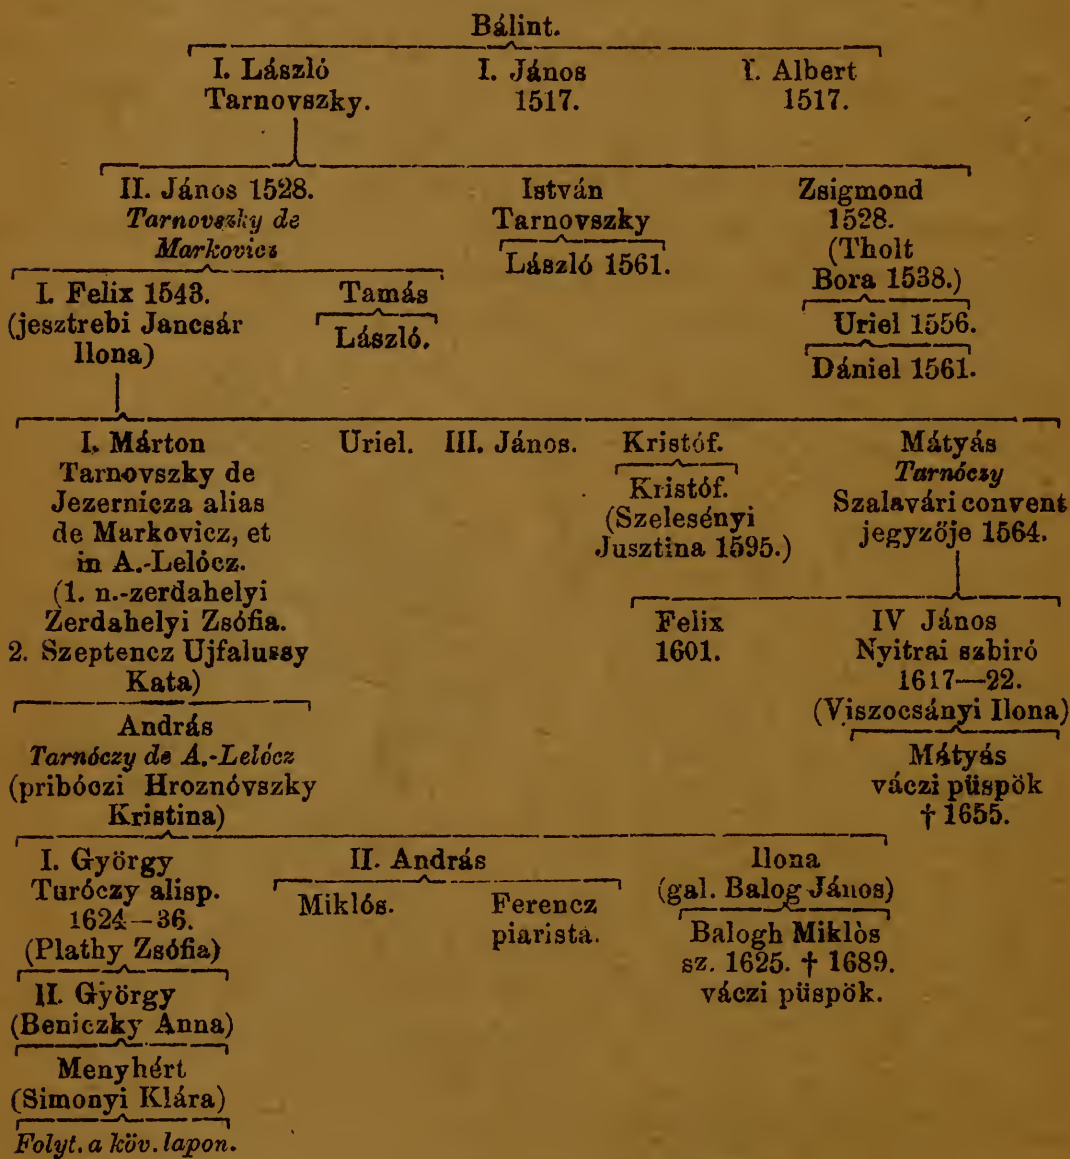 Bálint.
I. László I. János I. Albert
Tarnovszky. 1517. 1517.
II. János 1528. István Zsigmond
Tarnovszky de Tarnovszky 1528.
Markovicz László 1561. (Tholt
Bora 1538.)
I. Felix 1543. Tamás Uriel 1556.
(jesztrebi Jancsár László. Dániel 1561.
Ilona)
I. Márton Uriel. III. János. Kristóf. Mátyás
Tarnovszky de Kristóf. Tarnóczy
Jezernicza alias (Szelesényi Szalavári convent
de Markovicz, et Jusztina 1595.) jegyzője 1564.
in A.-Lelócz.
(1. n.-zerdahelyi
Zerdahelyi Zsófia. Felix IV János
2. Szeptencz Ujfalussy 1601. Nyitrai szbiró
Kata) 1617—22.
(Viszocsányi Ilona)
András Mátyás
Tarnóczy de A.-Lelócz váczi püspök
(pribóczi Hroznóvszky † 1655.
Kristina)
I. György II. András Ilona
Turóczy alisp. Miklós. Ferencz (gal. Balog János)
1624—36. piarista. Balogh Miklòs
(Plathy Zsófia) sz. 1625. † 1689.
II. György váczi püspök.
(Beniczky Anna)
Menyhért
(Simonyi Klára)
Folyt. a köv. lapon.